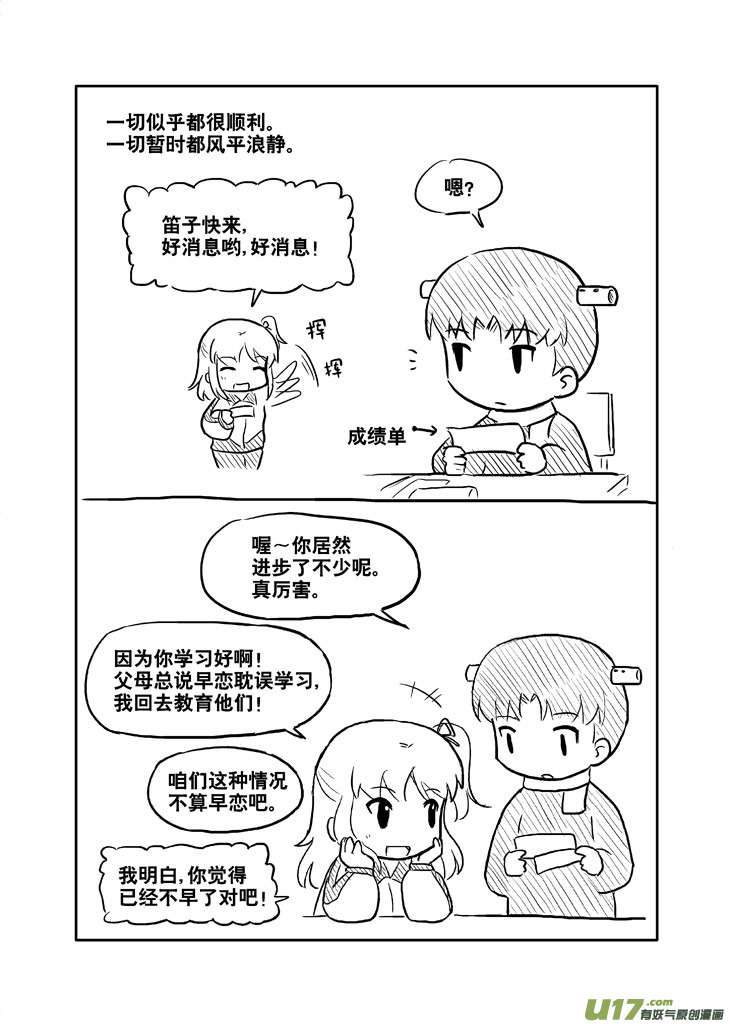 一切似乎都很顺利。
一切暂时都风平浪静。
嗯?
笛子快来,
好消息哟,好消息!
挥
挥
成绩单
喔~你居然
进步了不少呢。
真厉害。
因为你学习好啊!
父母总说早恋耽误学习,
我回去教育他们!
咱们这种情况
不算早恋吧。
我明白,你觉得
已经不早了对吧!
U17.com
有妖气原创漫画